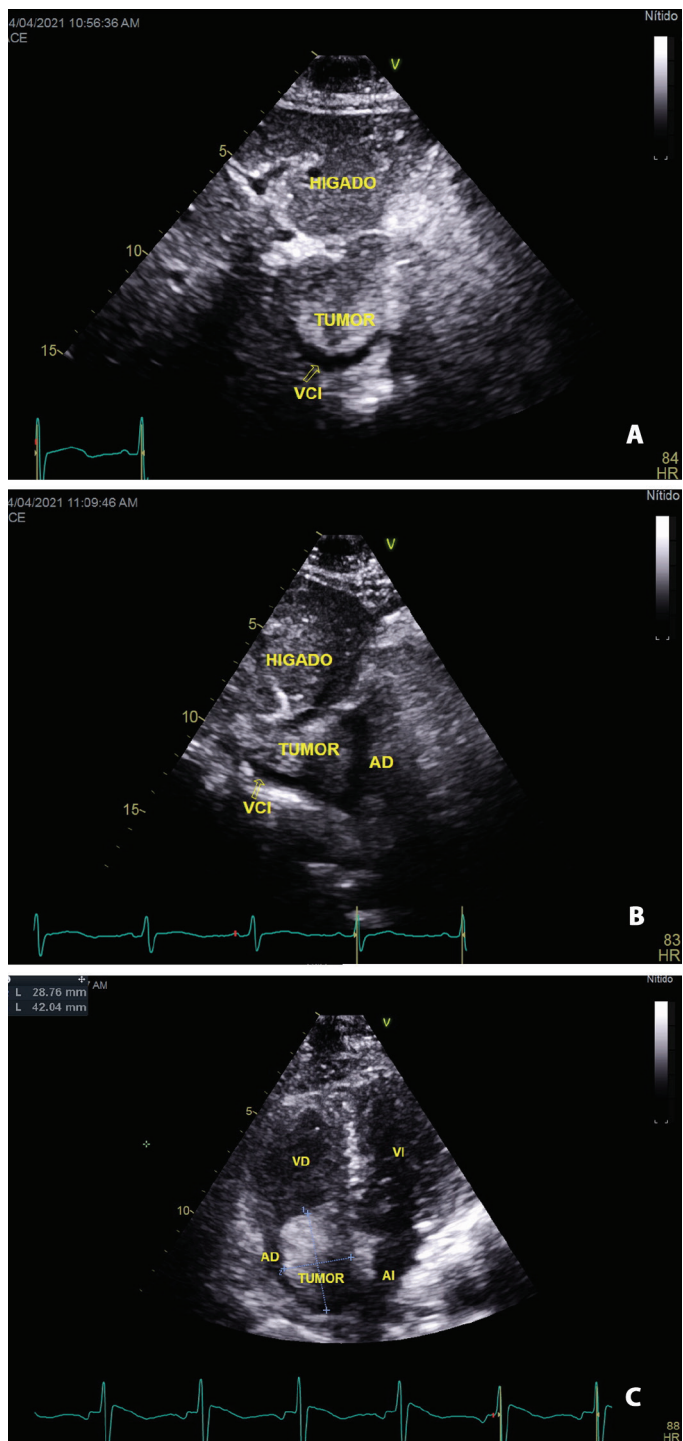 4/04/2021 10:56:36 AM
ACE
Nítido
V
5
HIGADO
10
TUMOR
15
VCI
A
84
HR
4/04/2021 11:09:46 AM
CE
Nítido
V
5
HIGADO
10
TUMOR
AD
VCI
15
B
83
HR
L 28.76 mm
L 42.04 mm
7 AM
Nítido
V
5
VD
VI
10
AD
TUMOR
AI
C
88
HR